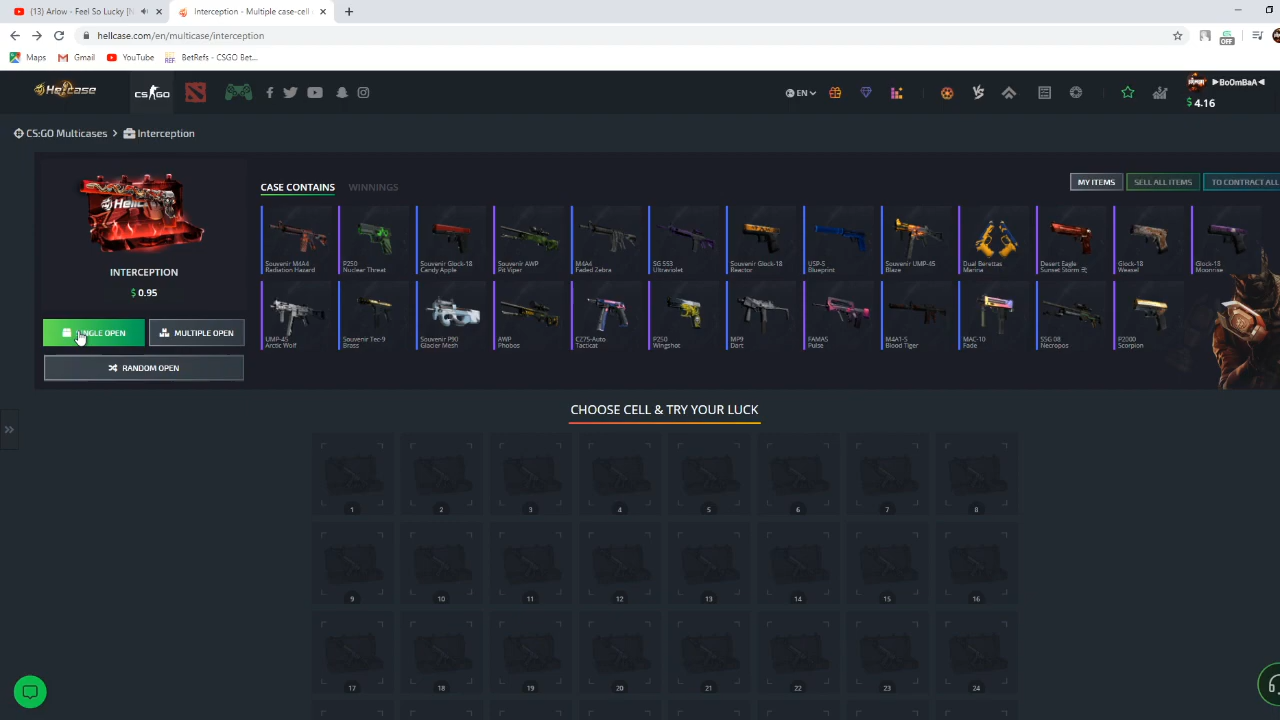 (13) Arlow - Feel So Lucky [N
Interception - Multiple case-cell
hellcase.com/en/multicase/interception
OFF
Maps
Gmail
YouTube
BetRefs - CSGO Bet...
Hellcase
CS:GO
EN
►BoOmBaA◄
$ 4.16
CS:GO Multicases > Interception
CASE CONTAINS
WINNINGS
MY ITEMS
SELL ALL ITEMS
TO CONTRACT ALL
INTERCEPTION
$ 0.95
SINGLE OPEN
MULTIPLE OPEN
RANDOM OPEN
Souvenir M4A4
Radiation Hazard
P250
Nuclear Threat
Souvenir Glock-18
Candy Apple
Souvenir AWP
Pit Viper
M4A4
Faded Zebra
SG 553
Ultraviolet
Souvenir Glock-18
Reactor
USP-S
Blueprint
Souvenir UMP-45
Blaze
Dual Berettas
Marina
Desert Eagle
Sunset Storm 弐
Glock-18
Weasel
Glock-18
Moonrise
UMP-45
Arctic Wolf
Souvenir Tec-9
Brass
Souvenir P90
Glacier Mesh
AWP
Phobos
CZ75-Auto
Tacticat
P250
Wingshot
MP9
Dart
FAMAS
Pulse
M4A1-S
Blood Tiger
MAC-10
Fade
SSG 08
Necropos
P2000
Scorpion
CHOOSE CELL & TRY YOUR LUCK
1
2
3
4
5
6
7
8
9
10
11
12
13
14
15
16
17
18
19
20
21
22
23
24